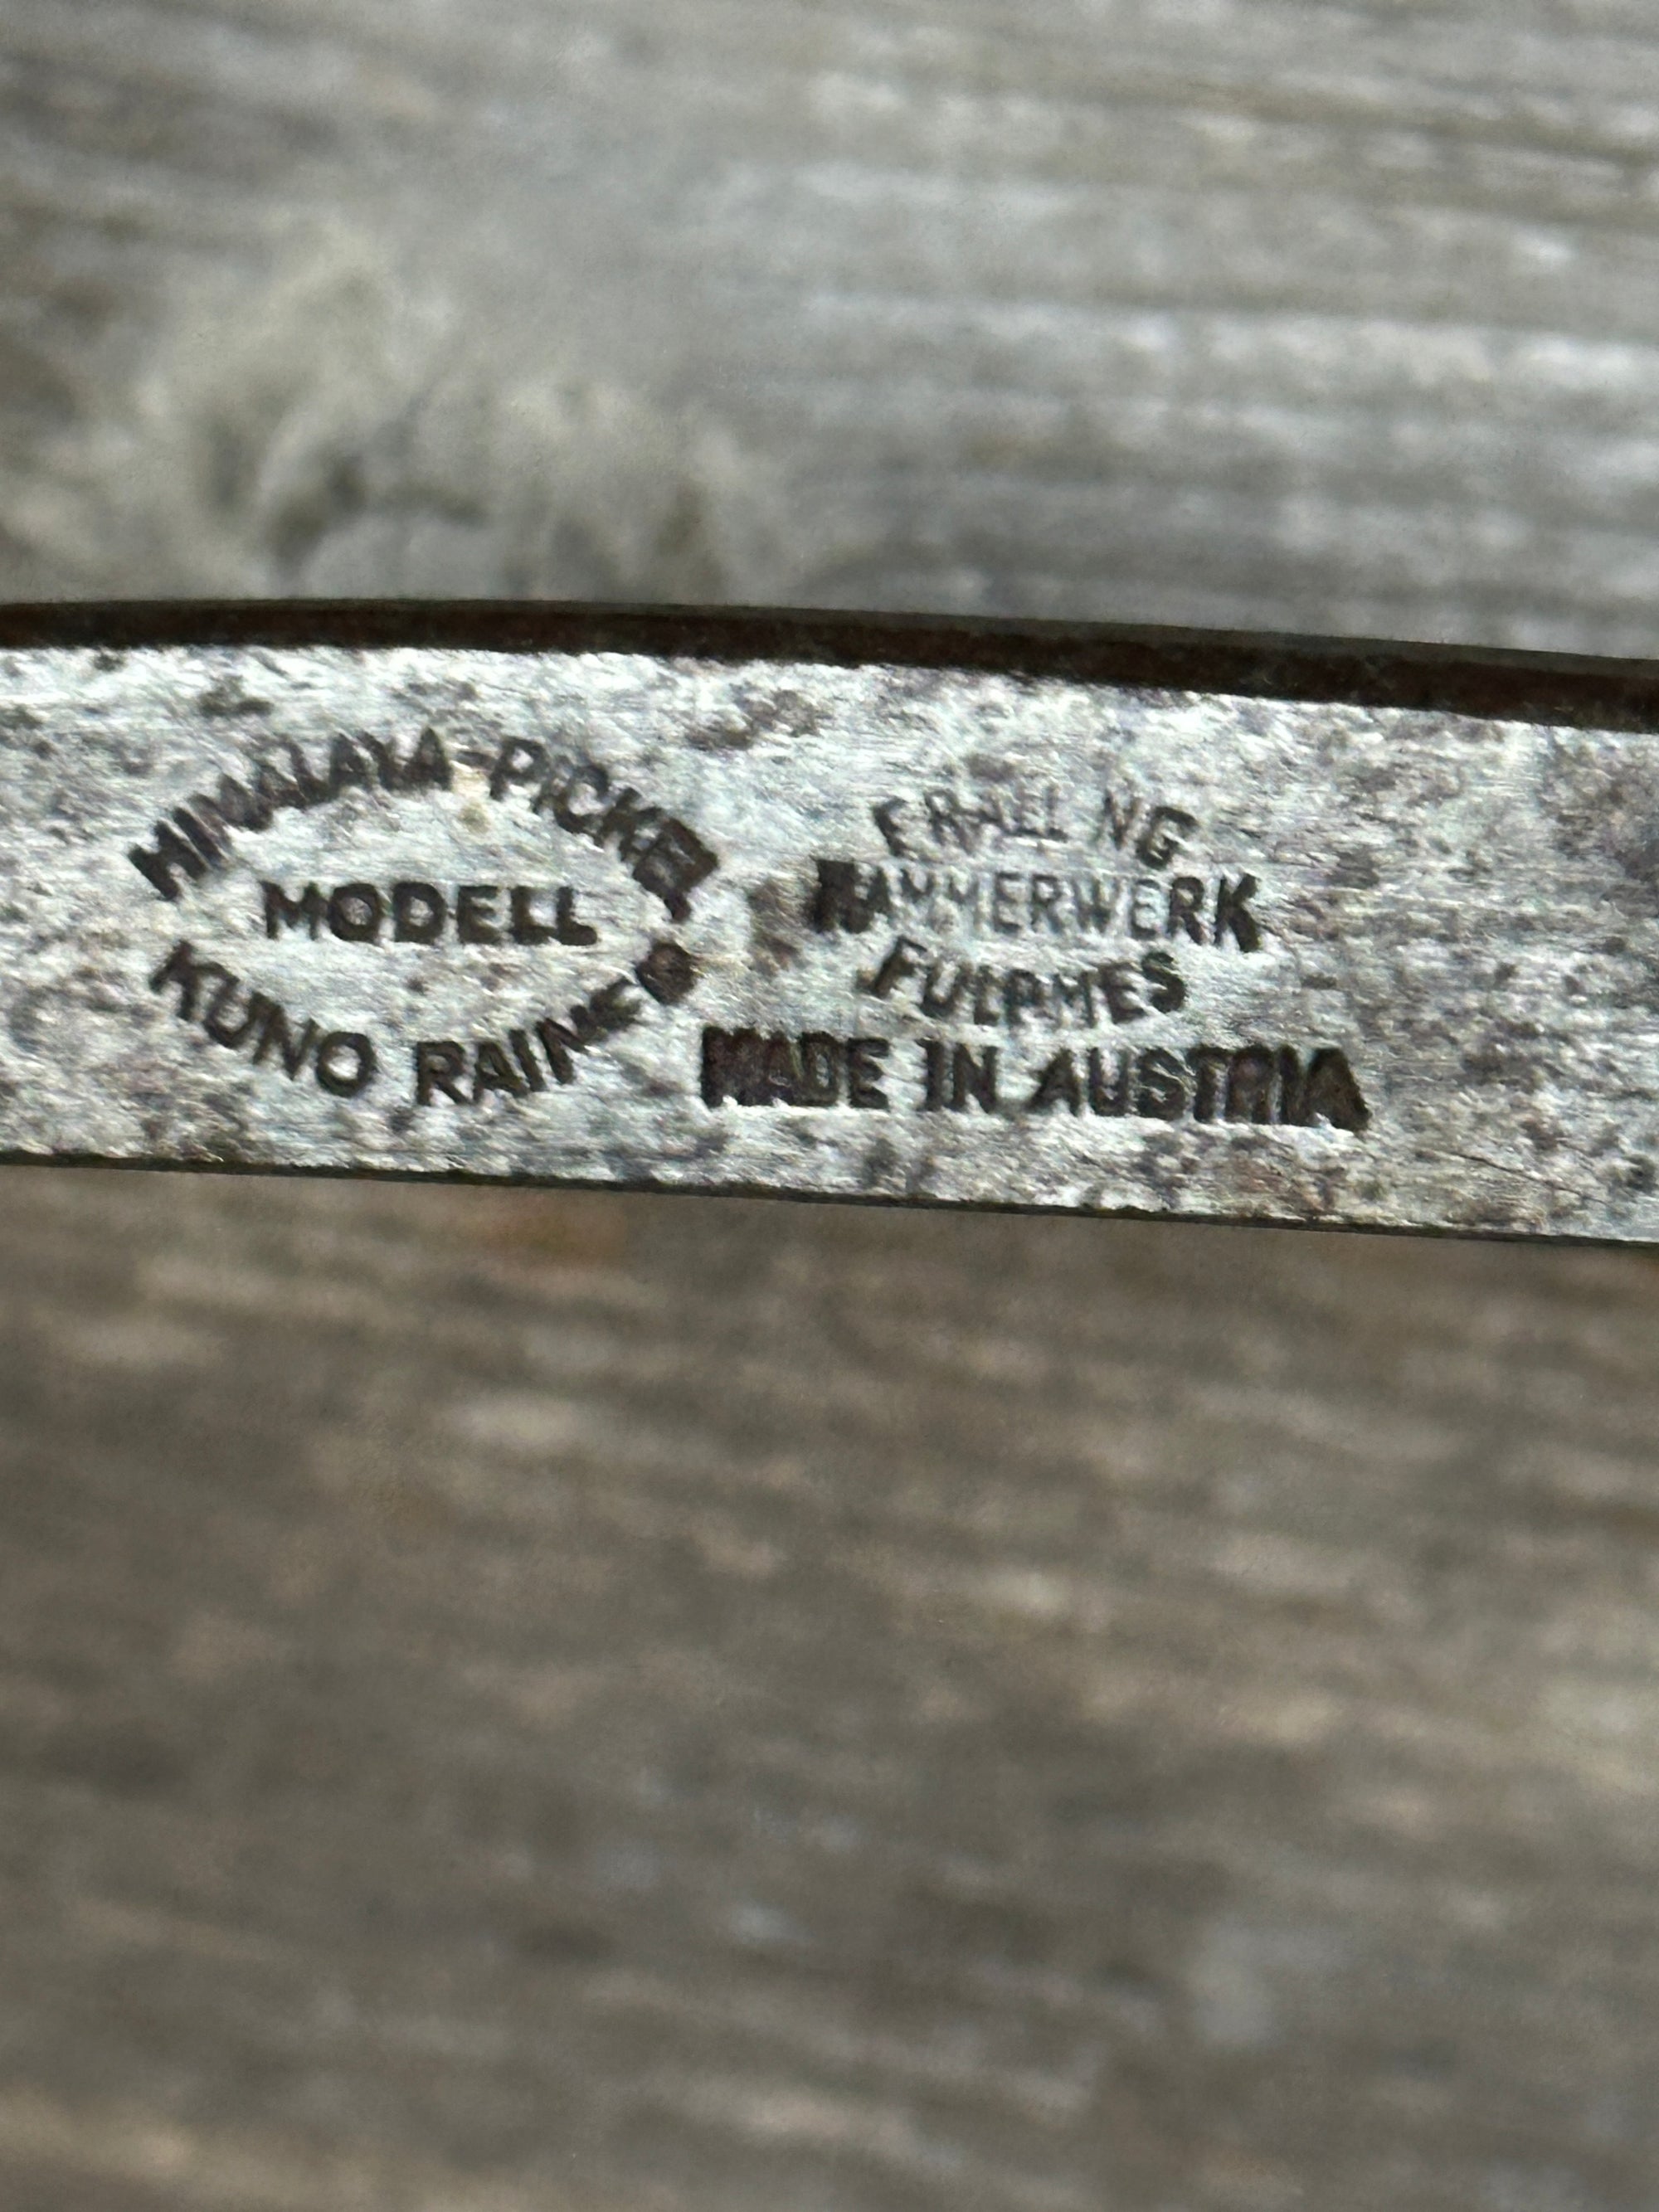 HIMALAYA-PICKEL
MODELL
KUNO RAINER
HAMMERWERK
FULPMES
MADE IN AUSTRIA